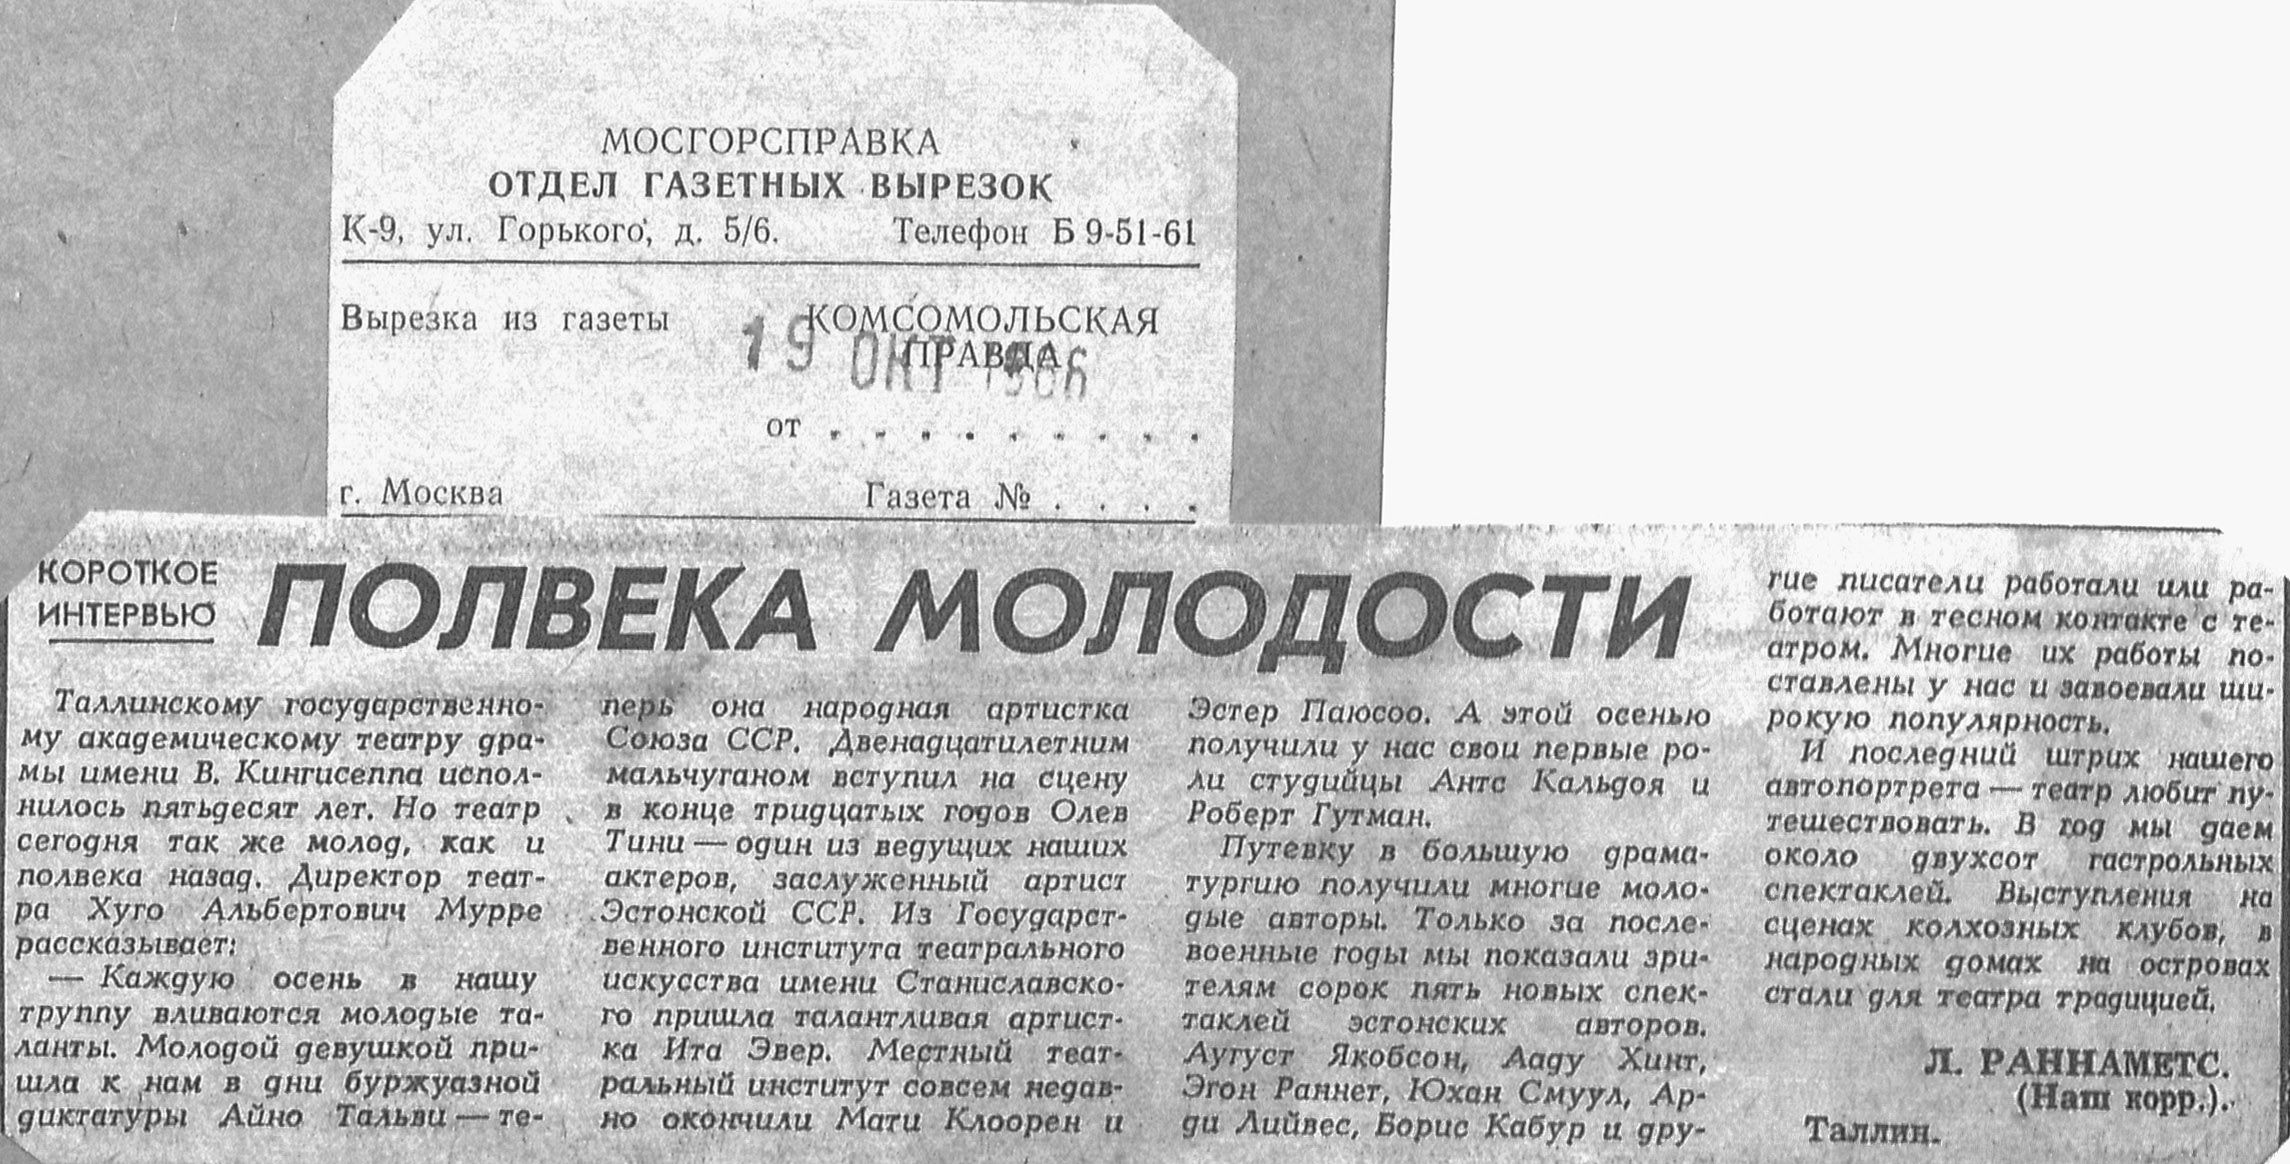 МОСГОРСПРАВКА
ОТДЕЛ ГАЗЕТНЫХ ВЫРЕЗОК
К-9, ул. Горького, д. 5/6. Телефон Б 9-51-61
Вырезка из газеты КОМСОМОЛЬСКАЯ
ПРАВДА
19 ОКТ 1966
от . . . . . . . . .
г. Москва Газета № . . . .
КОРОТКОЕ
ИНТЕРВЬЮ
ПОЛВЕКА МОЛОДОСТИ
Таллинскому государственно-
му академическому театру дра-
мы имени В. Кингисеппа испол-
нилось пятьдесят лет. Но театр
сегодня так же молод, как и
полвека назад. Директор теат-
ра Хуго Альбертович Мурре
рассказывает:
— Каждую осень в нашу
труппу вливаются молодые та-
ланты. Молодой девушкой при-
шла к нам в дни буржуазной
диктатуры Айно Тальви — те-
перь она народная артистка
Союза ССР. Двенадцатилетним
мальчуганом вступил на сцену
в конце тридцатых годов Олев
Тини — один из ведущих наших
актеров, заслуженный артист
Эстонской ССР. Из Государст-
венного института театрального
искусства имени Станиславско-
го пришла талантливая артист-
ка Ита Эвер. Местный теат-
ральный институт совсем недав-
но окончили Мати Клоорен и
Эстер Паюсоо. А этой осенью
получили у нас свои первые ро-
ли студийцы Антс Кальдоя и
Роберт Гутман.
Путевку в большую драма-
тургию получили многие моло-
дые авторы. Только за после-
военные годы мы показали зри-
телям сорок пять новых спек-
таклей эстонских авторов.
Аугуст Якобсон, Ааду Хинт,
Эгон Раннет, Юхан Смуул, Ар-
ди Лийвес, Борис Кабур и дру-
гие писатели работали или ра-
ботают в тесном контакте с те-
атром. Многие их работы по-
ставлены у нас и завоевали ши-
рокую популярность.
И последний штрих нашего
автопортрета — театр любит пу-
тешествовать. В год мы даем
около двухсот гастрольных
спектаклей. Выступления на
сценах колхозных клубов, в
народных домах на островах
стали для театра традицией.
Л. РАННАМЕТС.
(Наш корр.).
Таллин.